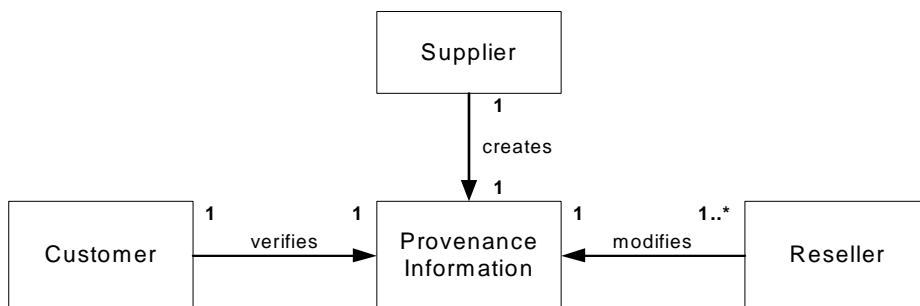 Supplier
1
creates
1
1
1
1
1..*
Customer
verifies
Provenance
Information
modifies
Reseller